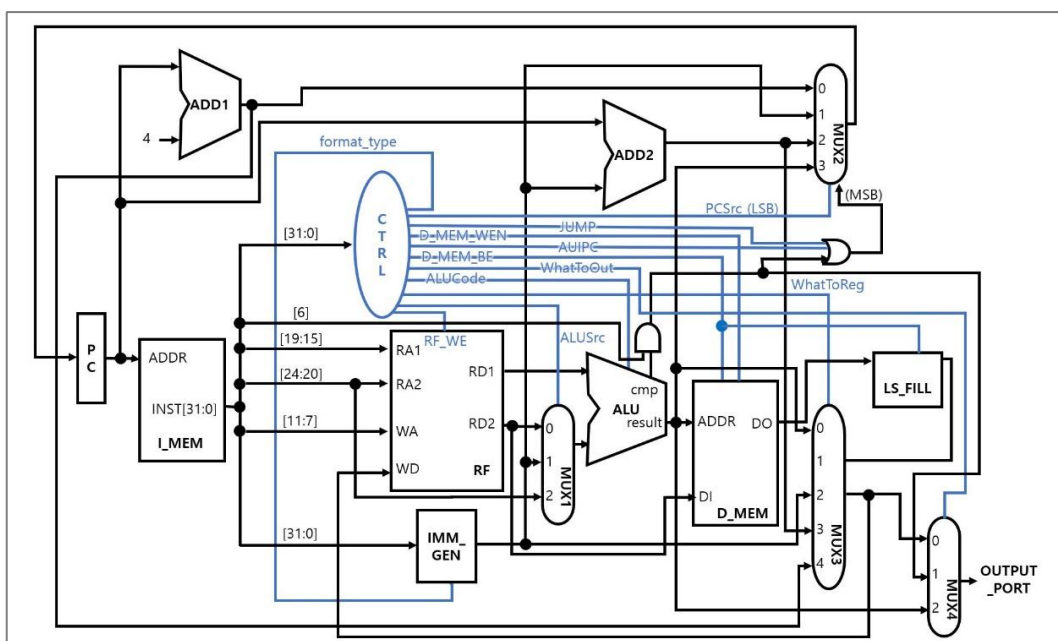 ADD1
4
format_type
ADD2
0
1
2
3
MUX2
(MSB)
PCSrc (LSB)
C
T
R
L
[31:0]
JUMP
D_MEM_WEN
AUIPC
D_MEM_BE
WhatToOut
ALUCode
WhatToReg
[6]
RF_WE
ALUSrc
P
C
ADDR
INST[31:0]
I_MEM
[19:15]
[24:20]
[11:7]
RA1
RA2
WA
WD
RD1
RD2
RF
0
1
2
MUX1
cmp
ALU
result
ADDR
DO
DI
D_MEM
LS_FILL
0
1
2
3
4
MUX3
[31:0]
IMM_
GEN
0
1
2
MUX4
OUTPUT
_PORT